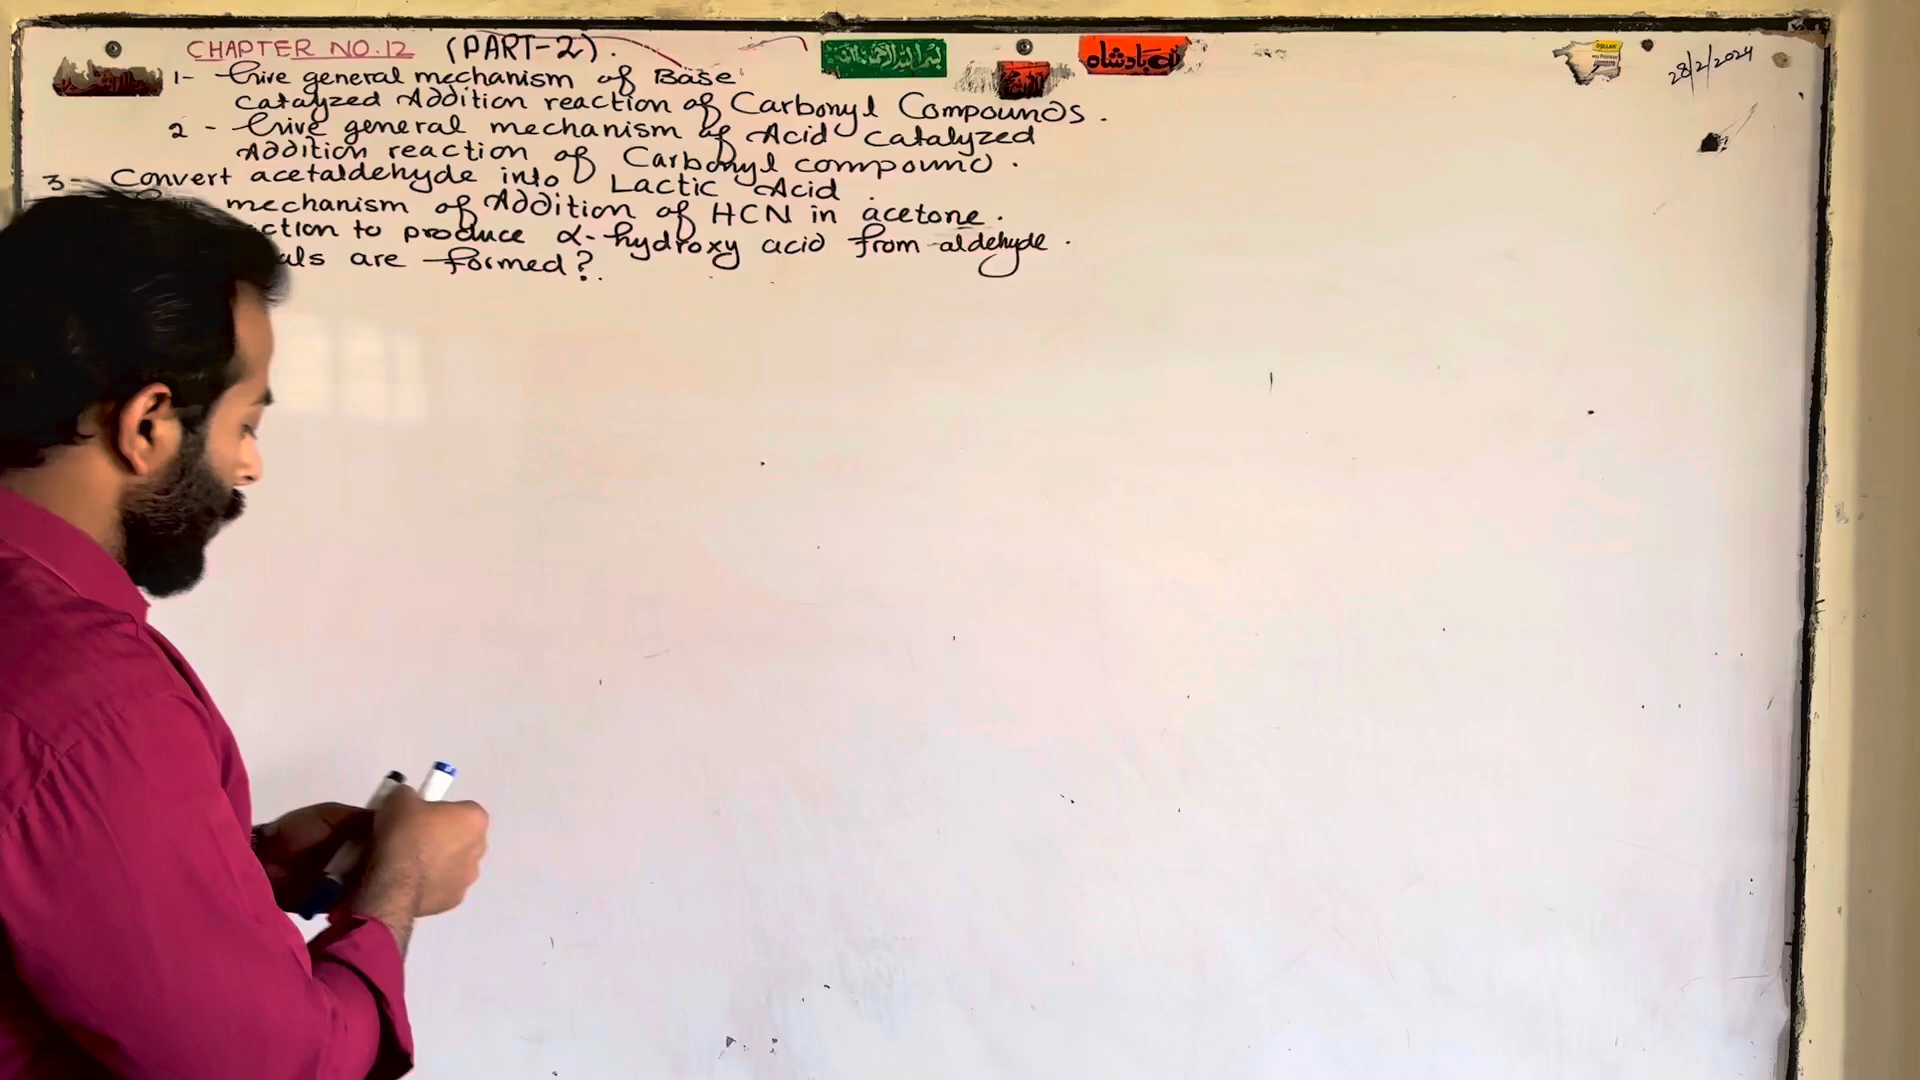 CHAPTER NO.12 (PART-2).
1- Give general mechanism of Base
Catalyzed Addition reaction of Carbonyl Compounds.
2- Give general mechanism of Acid Catalyzed
Addition reaction of Carbonyl compound.
3- Convert acetaldehyde into Lactic Acid.
mechanism of Addition of HCN in acetone.
ction to produce α-hydroxy acid from aldehyde.
als are formed?
28/2/2024